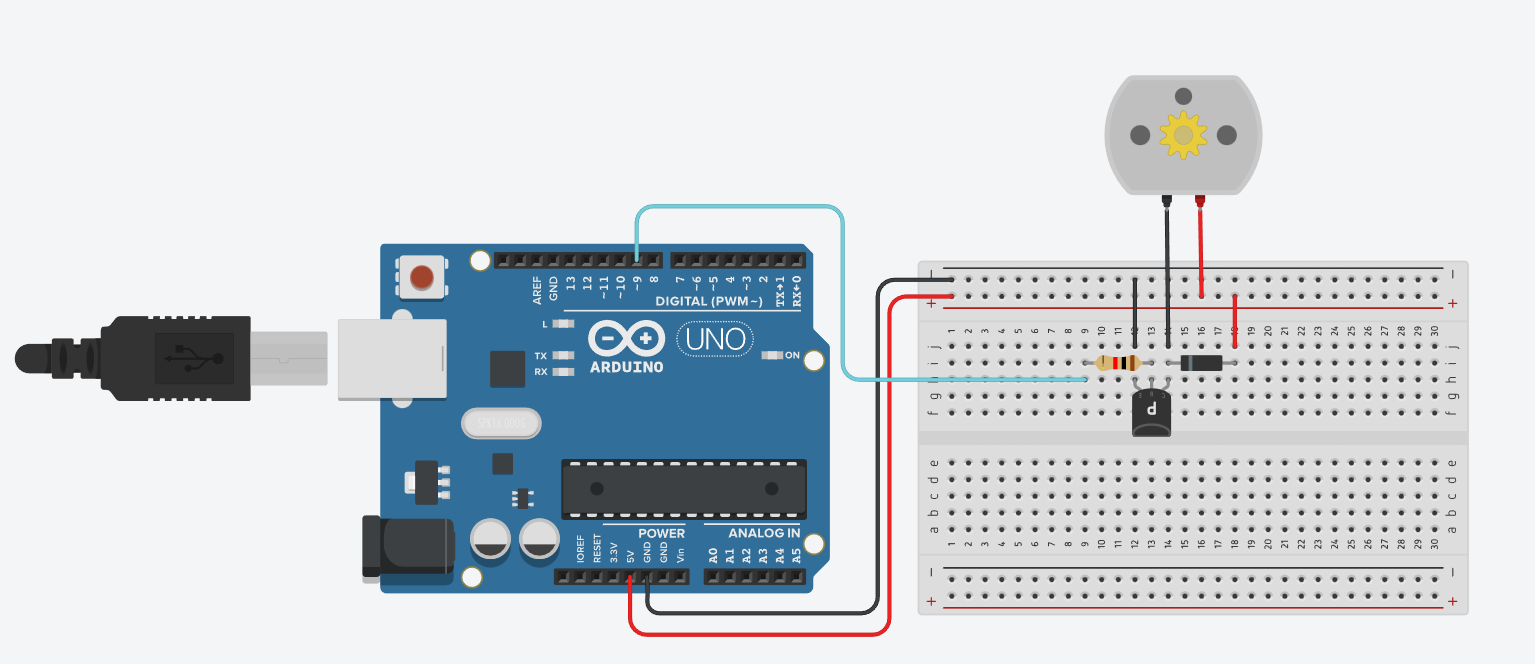 AREF
GND
13
12
~11
~10
~9
8
7
~6
~5
4
~3
2
TX→1
RX←0
DIGITAL (PWM~)
L
TX
RX
UNO
ON
ARDUINO
IOREF
RESET
3.3V
5V
GND
GND
Vin
POWER
ANALOG IN
A0
A1
A2
A3
A4
A5
− −
+ +
1 2 3 4 5 6 7 8 9 10 11 12 13 14 15 16 17 18 19 20 21 22 23 24 25 26 27 28 29 30
j j
i i
h h
g g
f f
P
e e
d d
c c
b b
a a
1 2 3 4 5 6 7 8 9 10 11 12 13 14 15 16 17 18 19 20 21 22 23 24 25 26 27 28 29 30
− −
+ +